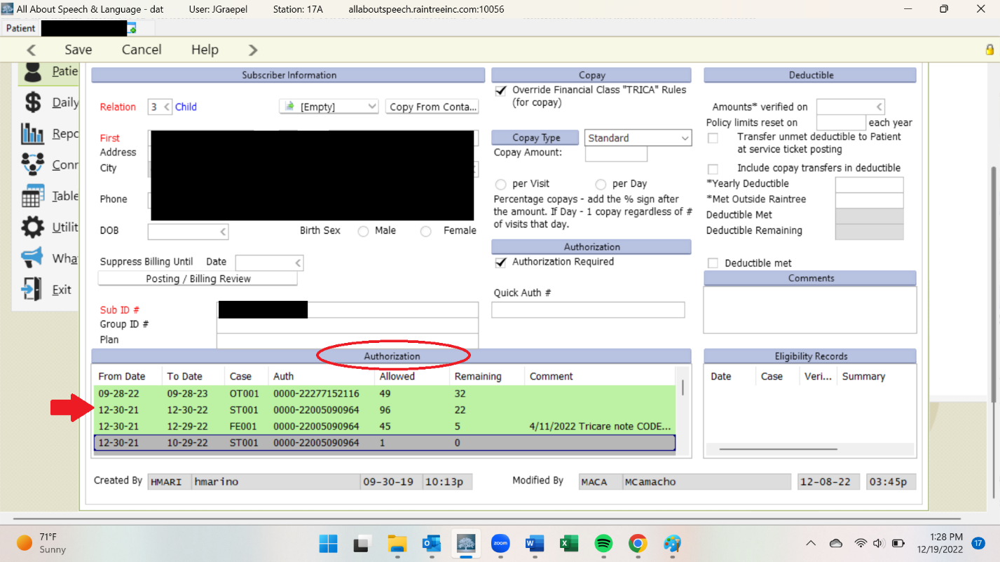 All About Speech & Language - dat User: JGraepel Station: 17A allaboutspeech.raintreeinc.com:10056
Patient
Save Cancel Help
Subscriber Information Copay Deductible
Patie
Daily
Repo
Conn
Table
Utilit
Wha
Exit
Relation 3 Child [Empty] Copy From Conta...
First
Address
City
Phone
DOB Birth Sex Male Female
Suppress Billing Until Date
Posting / Billing Review
Sub ID #
Group ID #
Plan
Override Financial Class "TRICA" Rules
(for copay)
Copay Type Standard
Copay Amount:
per Visit per Day
Percentage copays - add the % sign after
the amount. If Day - 1 copay regardless of #
of visits that day.
Authorization
Authorization Required
Quick Auth #
Amounts* verified on
Policy limits reset on each year
Transfer unmet deductible to Patient
at service ticket posting
Include copay transfers in deductible
*Yearly Deductible
*Met Outside Raintree
Deductible Met
Deductible Remaining
Deductible met
Comments
Authorization
From Date To Date Case Auth Allowed Remaining Comment
09-28-22 09-28-23 OT001 0000-22277152116 49 32
12-30-21 12-30-22 ST001 0000-22005090964 96 22
12-30-21 12-29-22 FE001 0000-22005090964 45 5 4/11/2022 Tricare note CODE...
12-30-21 10-29-22 ST001 0000-22005090964 1 0
Eligibility Records
Date Case Veri... Summary
Created By HMARI hmarino 09-30-19 10:13p Modified By MACA MCamacho 12-08-22 03:45p
71°F
Sunny
zoom
1:28 PM
12/19/2022
17